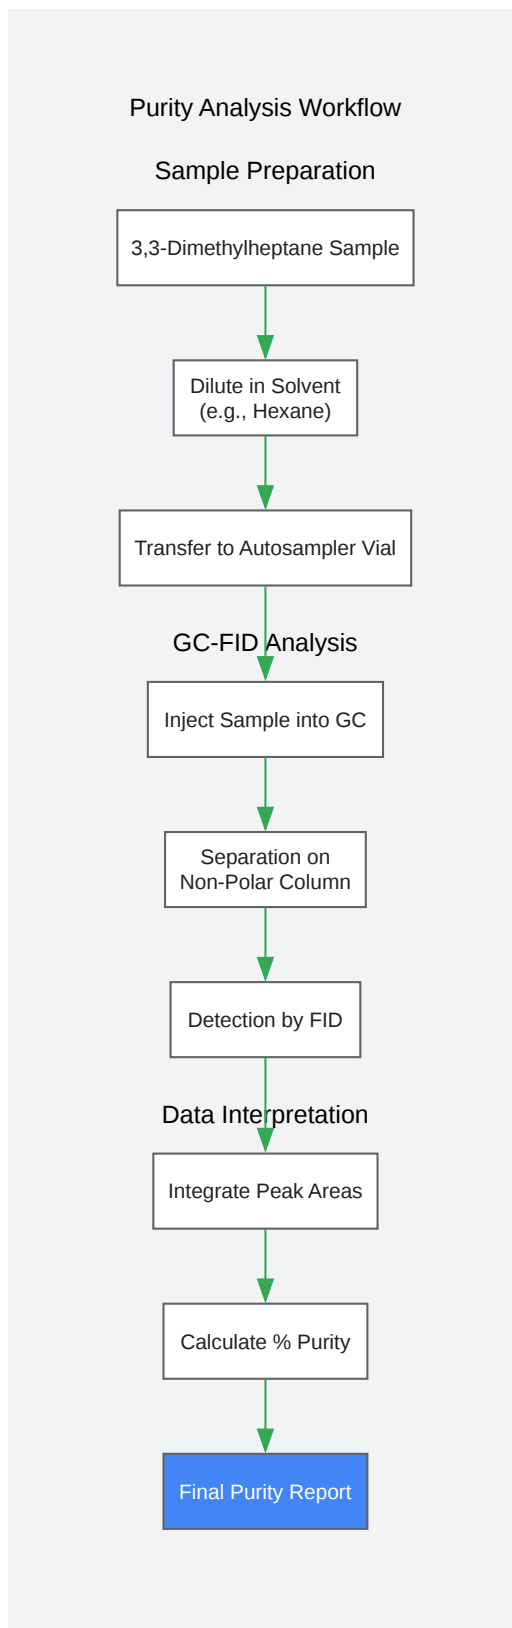 Purity Analysis Workflow
Sample Preparation
3,3-Dimethylheptane Sample
Dilute in Solvent
(e.g., Hexane)
Transfer to Autosampler Vial
GC-FID Analysis
Inject Sample into GC
Separation on
Non-Polar Column
Detection by FID
Data Interpretation
Integrate Peak Areas
Calculate % Purity
Final Purity Report